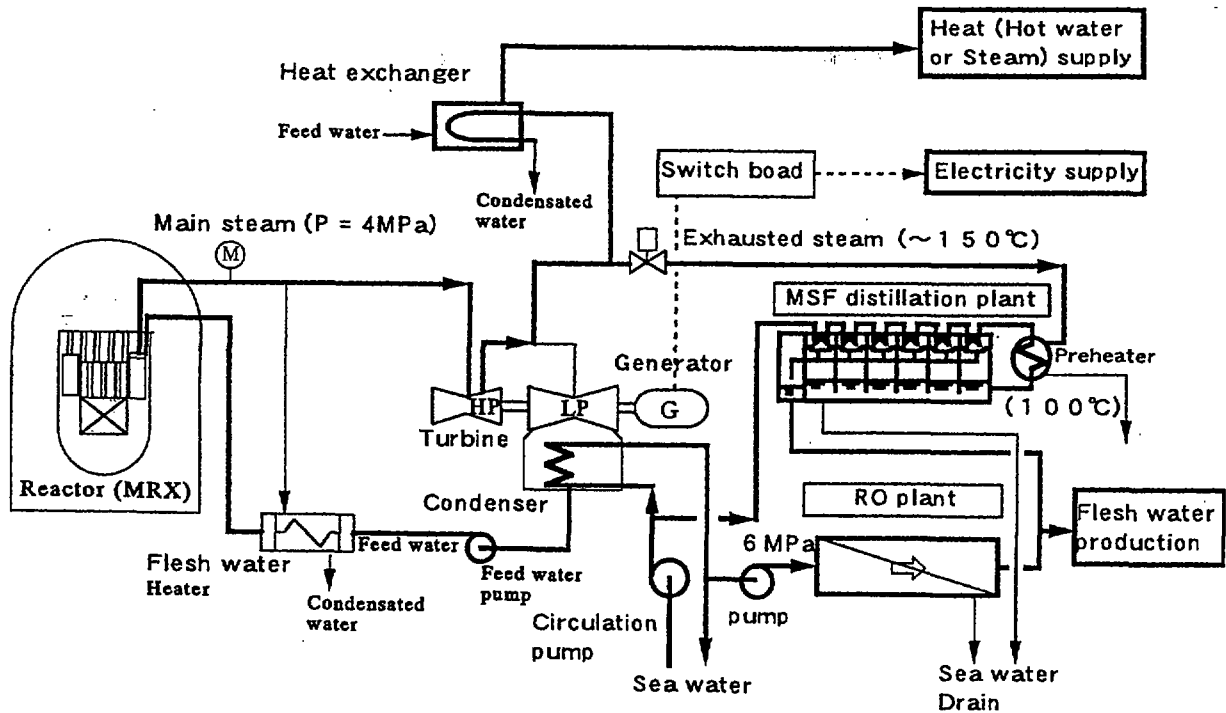 Heat (Hot water
or Steam) supply
Heat exchanger
Feed water
Switch boad
Electricity supply
Condensated
water
Main steam (P = 4MPa)
M
Exhausted steam (~150℃)
MSF distillation plant
Generator
Preheater
HP
LP
G
(100℃)
Turbine
Reactor (MRX)
Condenser
RO plant
Flesh water
production
Feed water
6 MPa
Flesh water
Heater
Feed water
pump
pump
Condensated
water
Circulation
pump
Sea water
Sea water
Drain